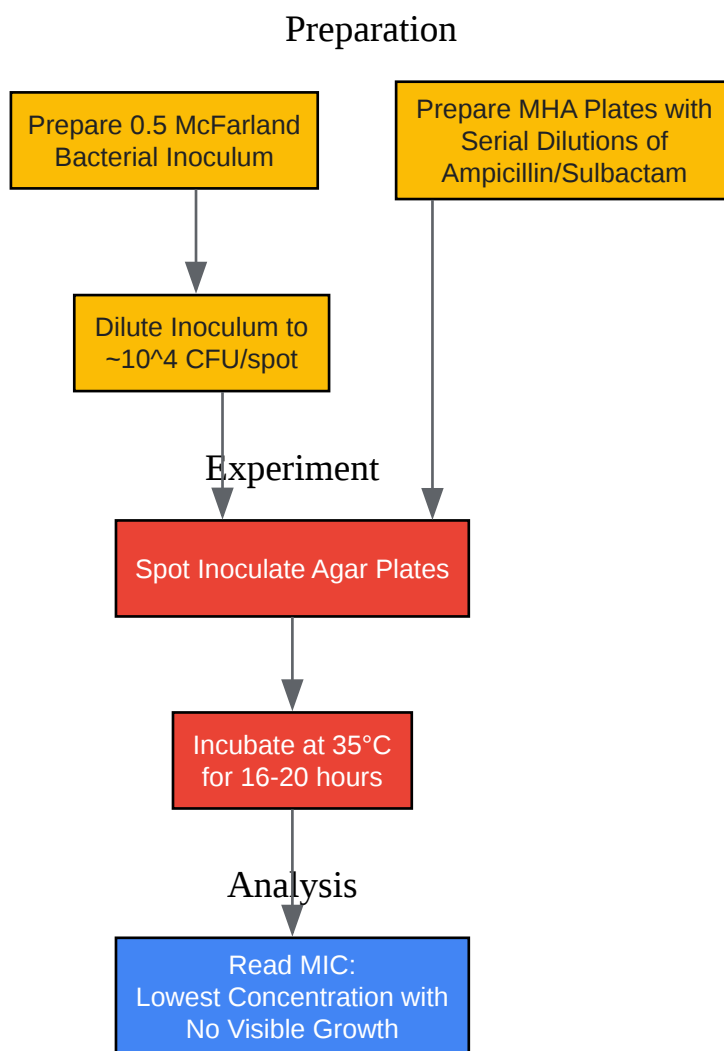 Preparation
Prepare 0.5 McFarland
Bacterial Inoculum
Prepare MHA Plates with
Serial Dilutions of
Ampicillin/Sulbactam
Dilute Inoculum to
~10^4 CFU/spot
Experiment
Spot Inoculate Agar Plates
Incubate at 35°C
for 16-20 hours
Analysis
Read MIC:
Lowest Concentration with
No Visible Growth